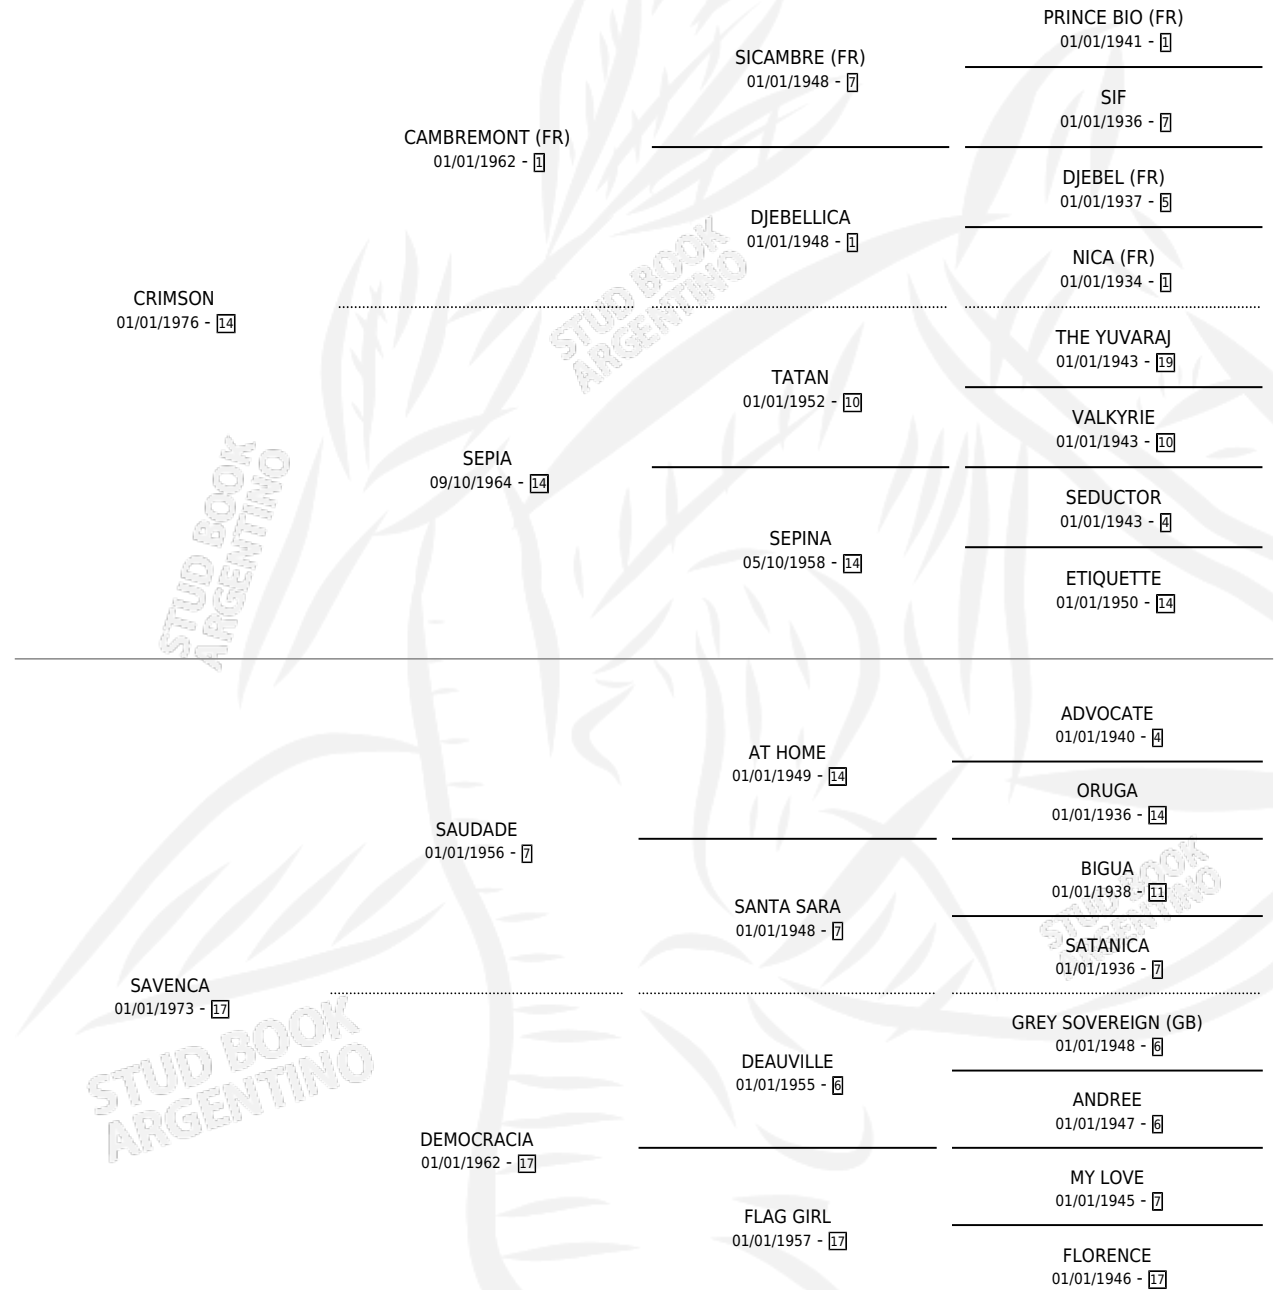 PRINCE BIO (FR)
01/01/1941 - 1
SICAMBRE (FR)
01/01/1948 - 7
SIF
01/01/1936 - 7
CAMBREMONT (FR)
01/01/1962 - 1
DJEBEL (FR)
01/01/1937 - 5
DJEBELLICA
01/01/1948 - 1
NICA (FR)
01/01/1934 - 1
CRIMSON
01/01/1976 - 14
THE YUVARAJ
01/01/1943 - 19
TATAN
01/01/1952 - 10
VALKYRIE
01/01/1943 - 10
SEPIA
09/10/1964 - 14
SEDUCTOR
01/01/1943 - 4
SEPINA
05/10/1958 - 14
ETIQUETTE
01/01/1950 - 14
STUD BOOK
ARGENTINO
STUD BOOK
ARGENTINO
ADVOCATE
01/01/1940 - 4
AT HOME
01/01/1949 - 14
ORUGA
01/01/1936 - 14
SAUDADE
01/01/1956 - 7
BIGUA
01/01/1938 - 11
SANTA SARA
01/01/1948 - 7
SATANICA
01/01/1936 - 7
SAVENCA
01/01/1973 - 17
GREY SOVEREIGN (GB)
01/01/1948 - 6
DEAUVILLE
01/01/1955 - 6
ANDREE
01/01/1947 - 6
DEMOCRACIA
01/01/1962 - 17
MY LOVE
01/01/1945 - 7
FLAG GIRL
01/01/1957 - 17
FLORENCE
01/01/1946 - 17
STUD BOOK
ARGENTINO
STUD BOOK
ARGENTINO